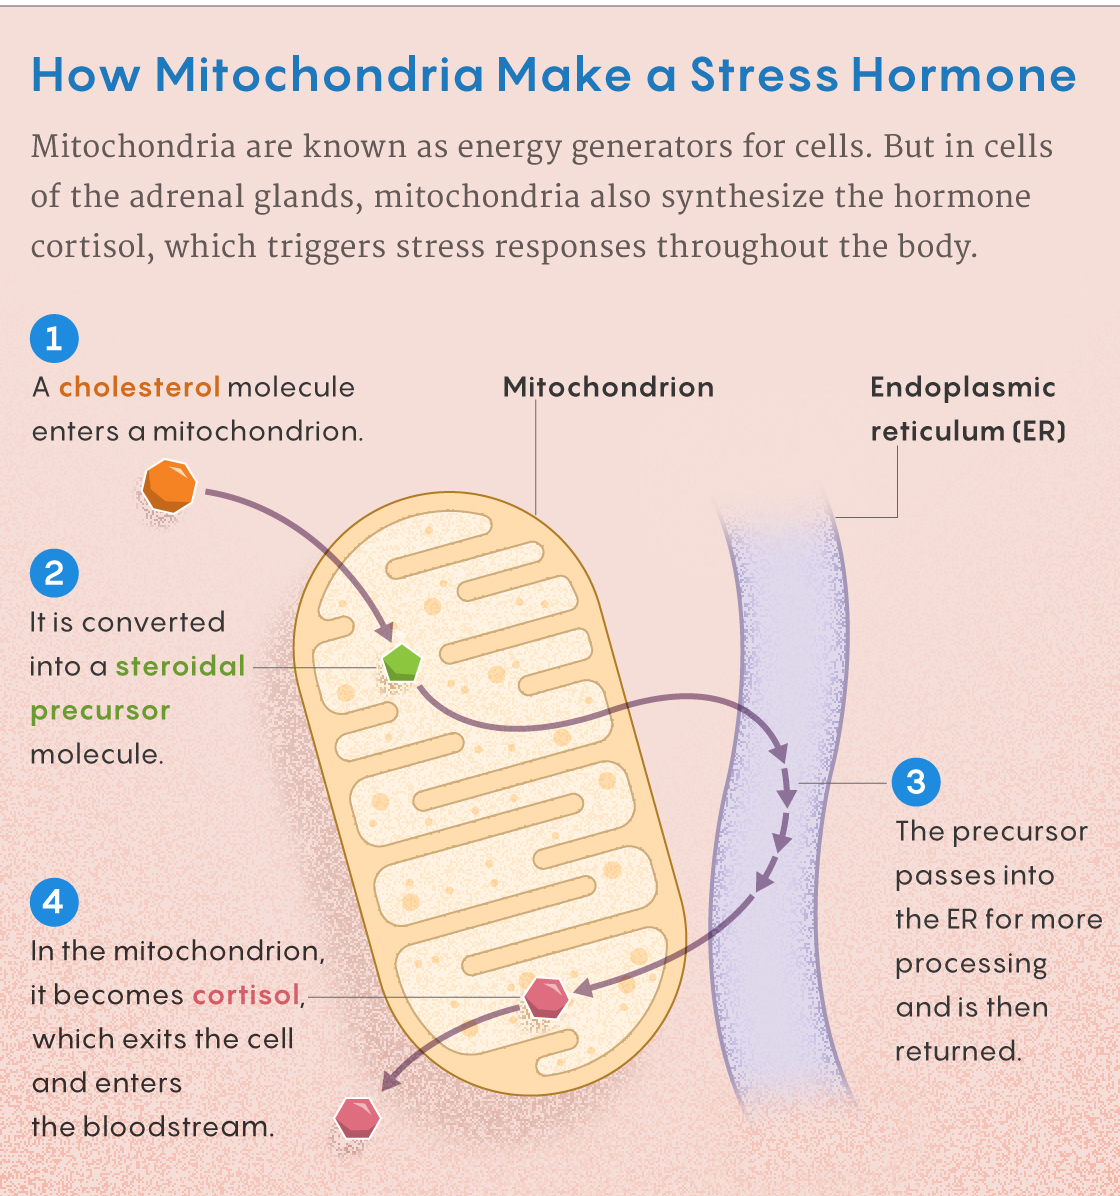 How Mitochondria Make a Stress Hormone
Mitochondria are known as energy generators for cells. But in cells
of the adrenal glands, mitochondria also synthesize the hormone
cortisol, which triggers stress responses throughout the body.
1
A cholesterol molecule
enters a mitochondrion.
Mitochondrion
Endoplasmic
reticulum (ER)
2
It is converted
into a steroidal
precursor
molecule.
3
The precursor
passes into
the ER for more
processing
and is then
returned.
4
In the mitochondrion,
it becomes cortisol,
which exits the cell
and enters
the bloodstream.